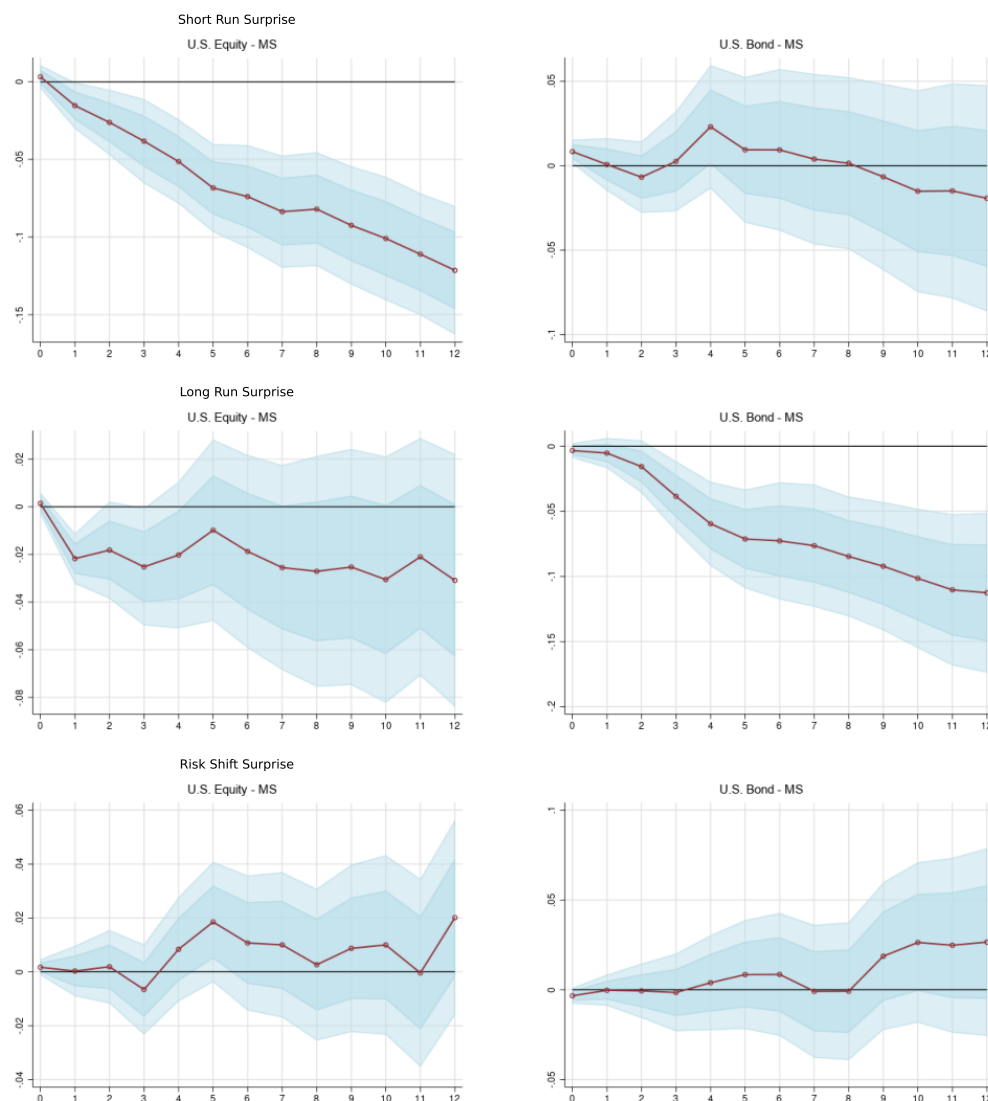 Short Run Surprise
U.S. Equity - MS
0
-.05
-.1
-.15
0 1 2 3 4 5 6 7 8 9 10 11 12
U.S. Bond - MS
.05
0
-.05
-.1
0 1 2 3 4 5 6 7 8 9 10 11 12
Long Run Surprise
U.S. Equity - MS
.02
0
-.02
-.04
-.06
-.08
0 1 2 3 4 5 6 7 8 9 10 11 12
U.S. Bond - MS
0
-.05
-.1
-.15
-.2
0 1 2 3 4 5 6 7 8 9 10 11 12
Risk Shift Surprise
U.S. Equity - MS
.06
.04
.02
0
-.02
-.04
0 1 2 3 4 5 6 7 8 9 10 11 12
U.S. Bond - MS
.1
.05
0
-.05
0 1 2 3 4 5 6 7 8 9 10 11 12